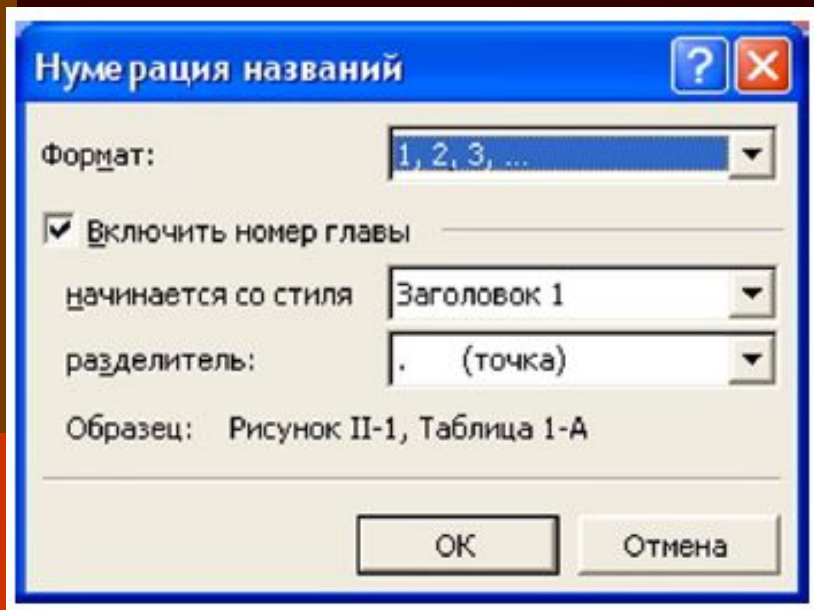 Нумерация названий
Формат: 1, 2, 3, ...
Включить номер главы
начинается со стиля Заголовок 1
разделитель: . (точка)
Образец: Рисунок II-1, Таблица 1-А
ОК Отмена